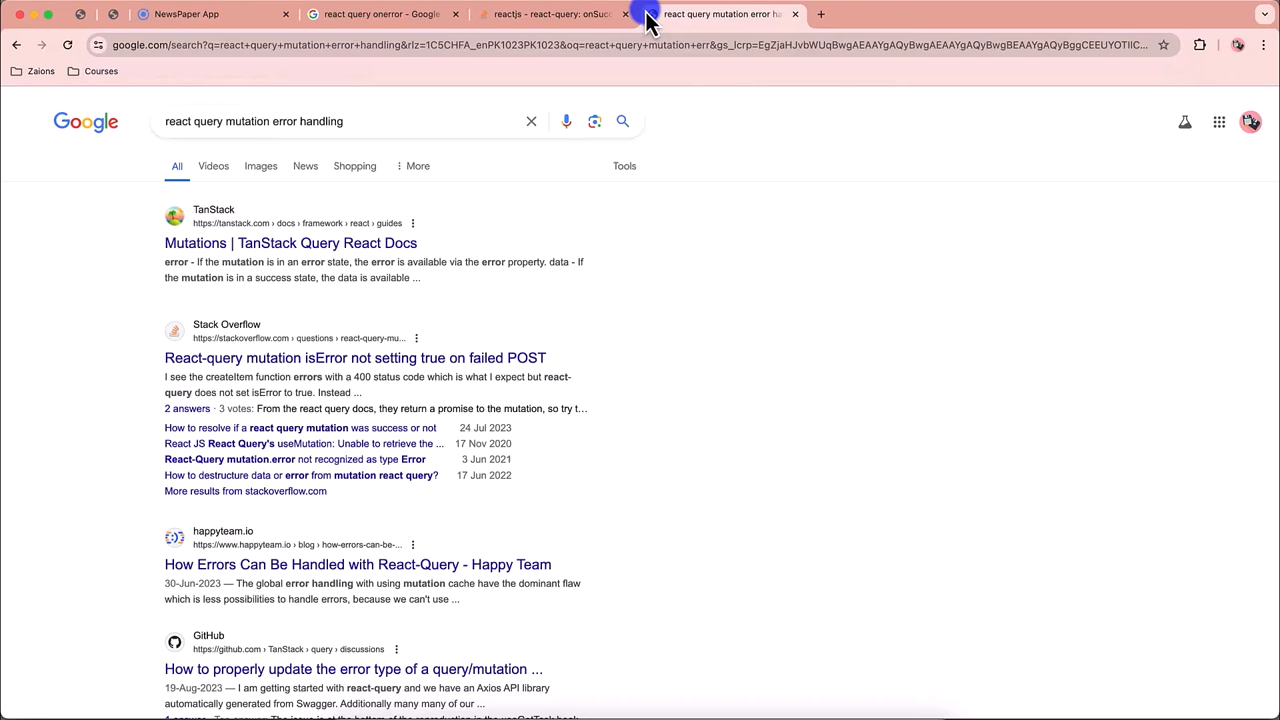 NewsPaper App
react query onerror - Google
reactjs - react-query: onSuc
react query mutation error ha
google.com/search?q=react+query+mutation+error+handling&rlz=1C5CHFA_enPK1023PK1023&oq=react+query+mutation+err&gs_lcrp=EgZjaHJvbWUqBwgAEAAYgAQyBwgAEAAYgAQyBwgBEAAYgAQyBggCEEUYOTIIC...
Zaions
Courses
Google
react query mutation error handling
All
Videos
Images
News
Shopping
More
Tools
TanStack
https://tanstack.com › docs › framework › react › guides
Mutations | TanStack Query React Docs
error - If the mutation is in an error state, the error is available via the error property. data - If
the mutation is in a success state, the data is available ...
Stack Overflow
https://stackoverflow.com › questions › react-query-mu...
React-query mutation isError not setting true on failed POST
I see the createItem function errors with a 400 status code which is what I expect but react-
query does not set isError to true. Instead ...
2 answers · 3 votes: From the react query docs, they return a promise to the mutation, so try t...
How to resolve if a react query mutation was success or not 24 Jul 2023
React JS React Query's useMutation: Unable to retrieve the ... 17 Nov 2020
React-Query mutation.error not recognized as type Error 3 Jun 2021
How to destructure data or error from mutation react query? 17 Jun 2022
More results from stackoverflow.com
happyteam.io
https://www.happyteam.io › blog › how-errors-can-be-...
How Errors Can Be Handled with React-Query - Happy Team
30-Jun-2023 — The global error handling with using mutation cache have the dominant flaw
which is less possibilities to handle errors, because we can't use ...
GitHub
https://github.com › TanStack › query › discussions
How to properly update the error type of a query/mutation ...
19-Aug-2023 — I am getting started with react-query and we have an Axios API library
automatically generated from Swagger. Additionally many many of our ...